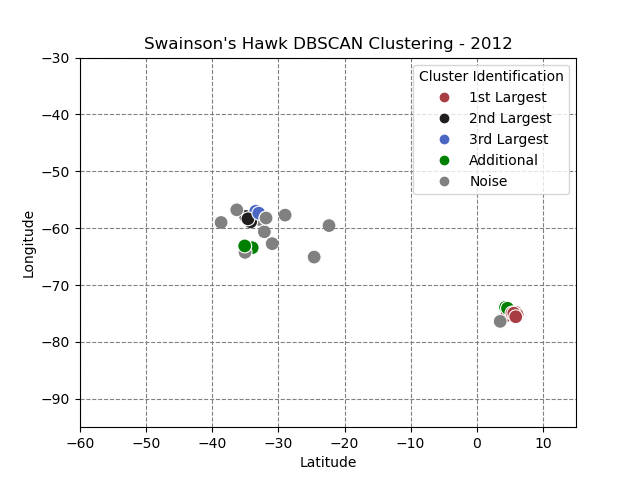 Swainson's Hawk DBSCAN Clustering - 2012
Cluster Identification
1st Largest
2nd Largest
3rd Largest
Additional
Noise
Longitude
−30
−40
−50
−60
−70
−80
−90
−60 −50 −40 −30 −20 −10 0 10
Latitude